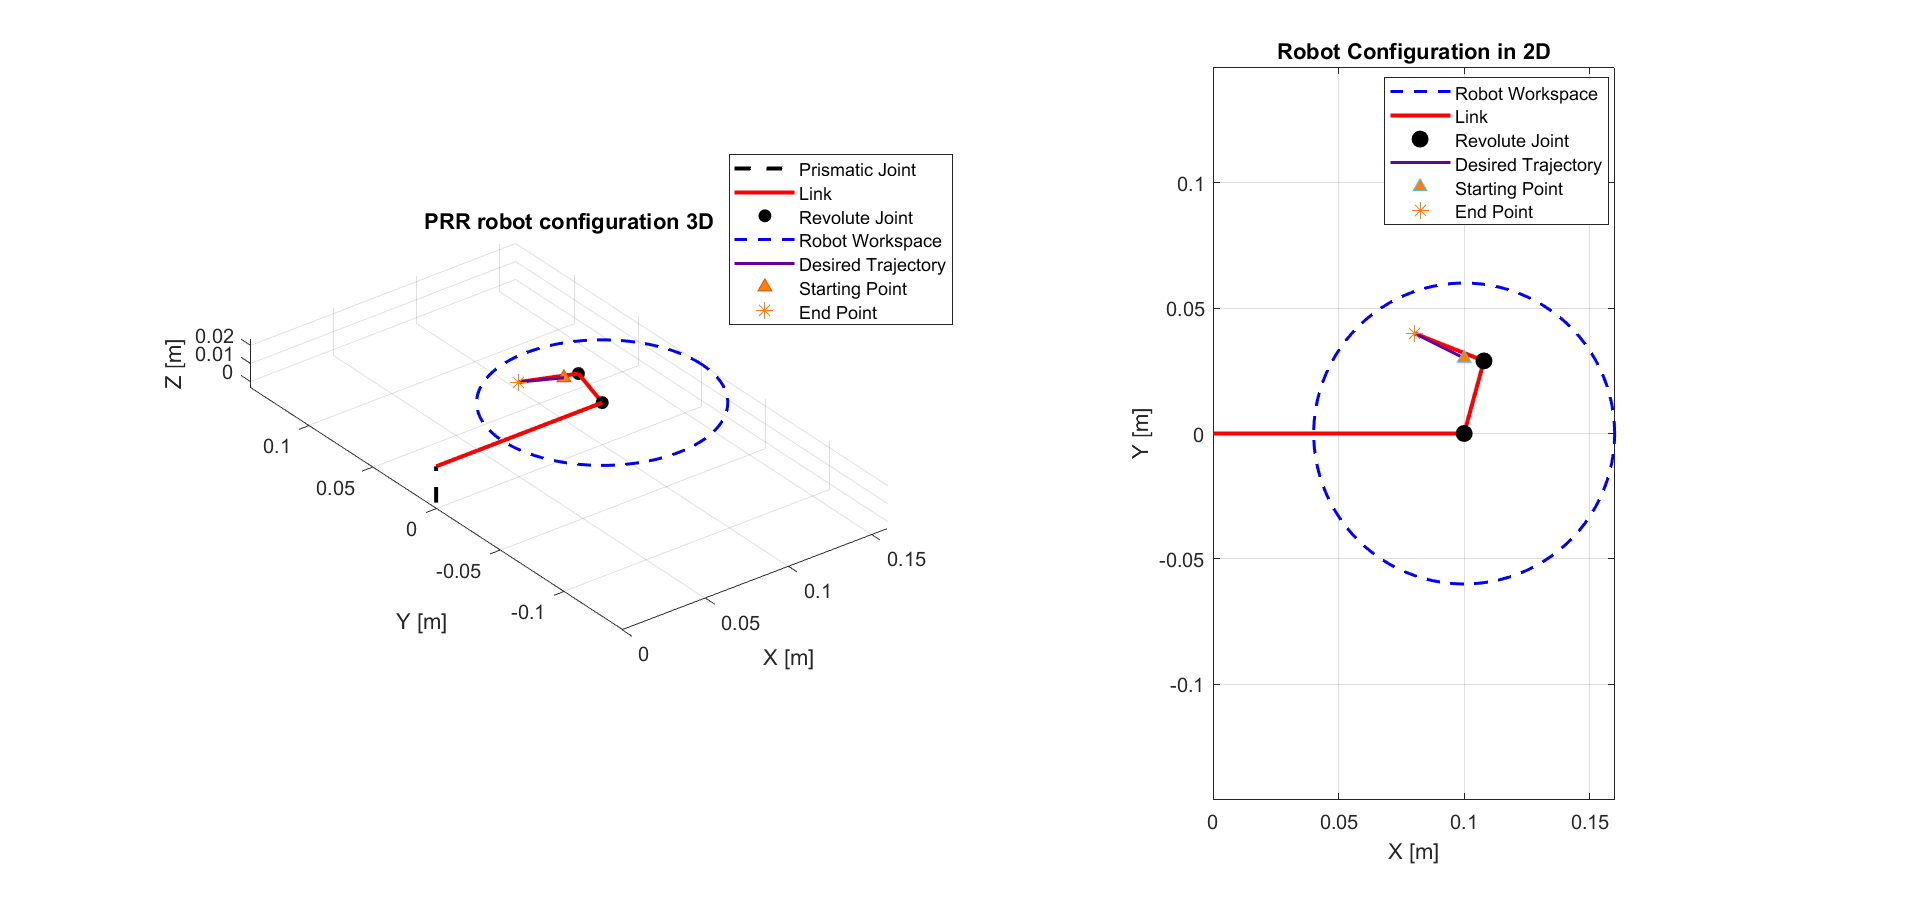 PRR robot configuration 3D
Prismatic Joint
Link
Revolute Joint
Robot Workspace
Desired Trajectory
Starting Point
End Point
Z [m]
0.02
0.01
0
0.1
0.05
0
-0.05
-0.1
Y [m]
0
0.05
0.1
0.15
X [m]
Robot Configuration in 2D
Robot Workspace
Link
Revolute Joint
Desired Trajectory
Starting Point
End Point
Y [m]
0.1
0.05
0
-0.05
-0.1
0
0.05
0.1
0.15
X [m]